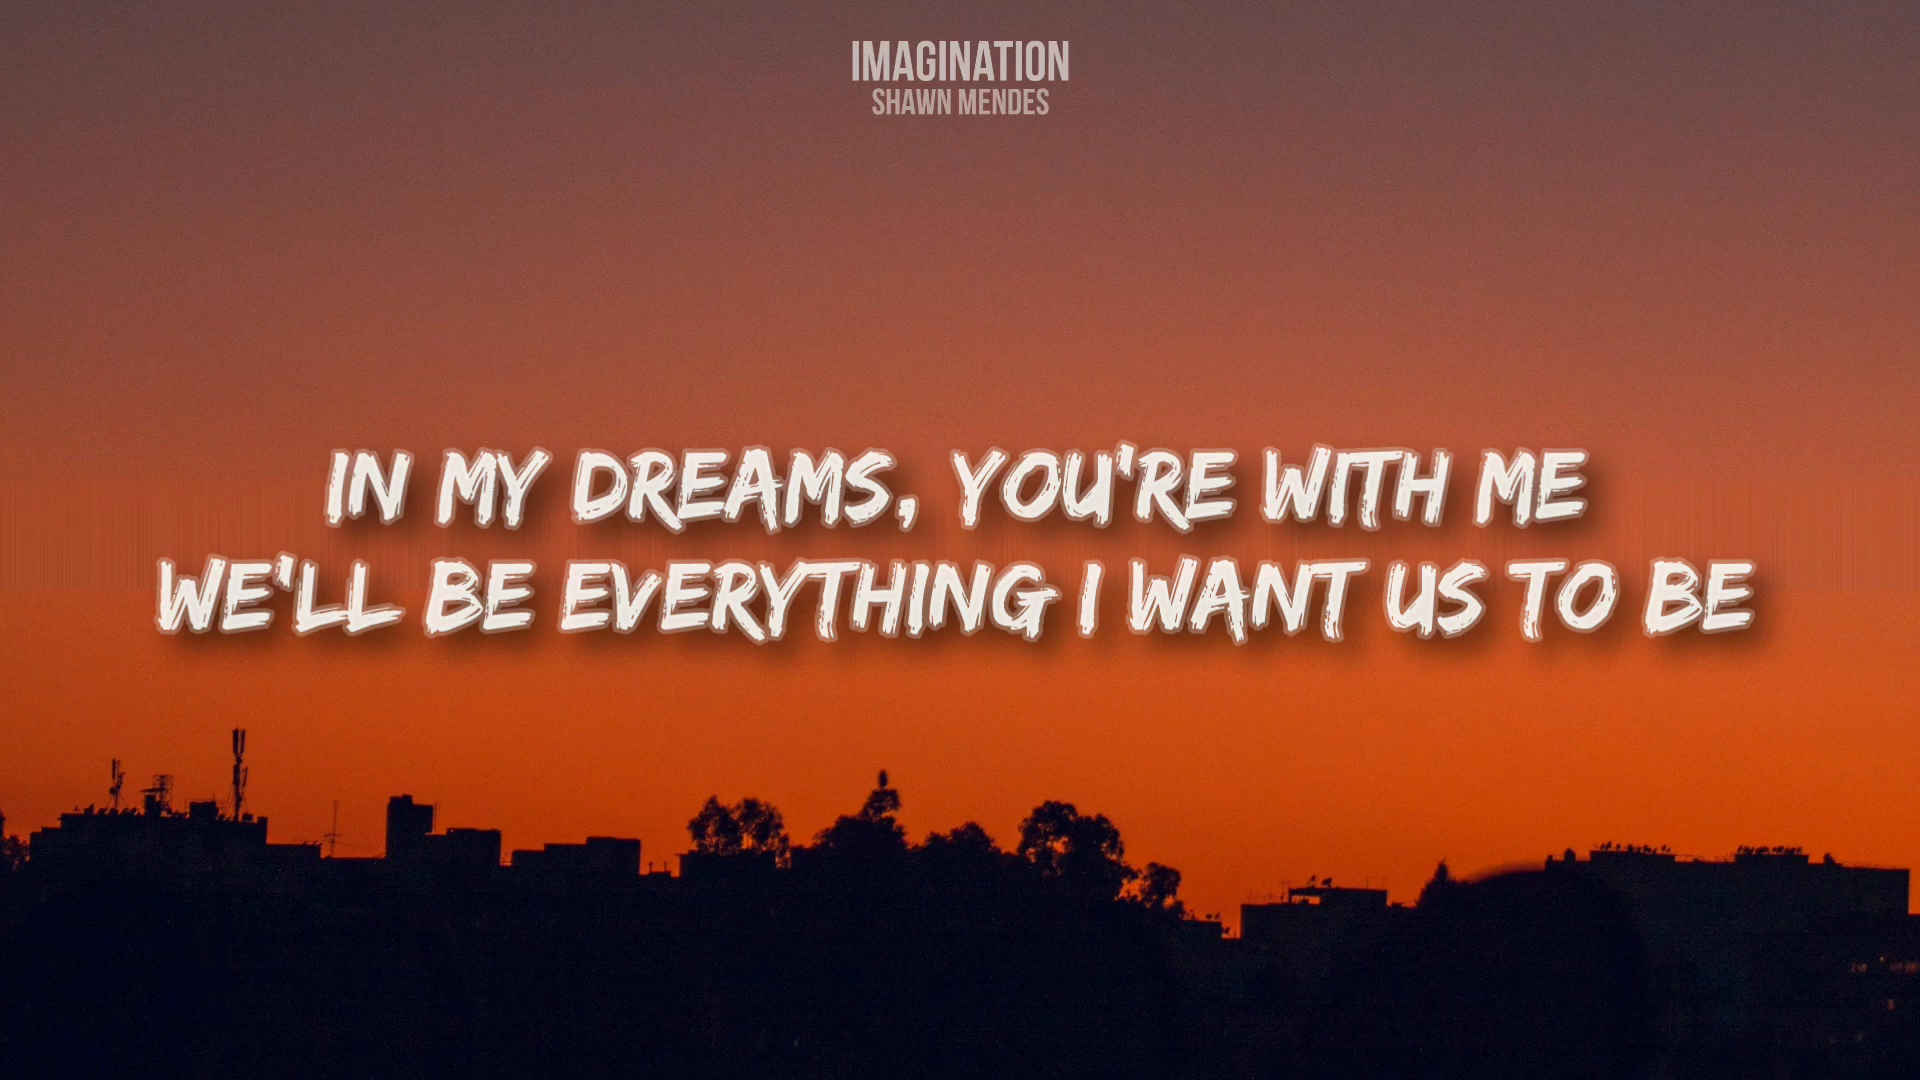 IMAGINATION
SHAWN MENDES
IN MY DREAMS, YOU'RE WITH ME
WE'LL BE EVERYTHING I WANT US TO BE